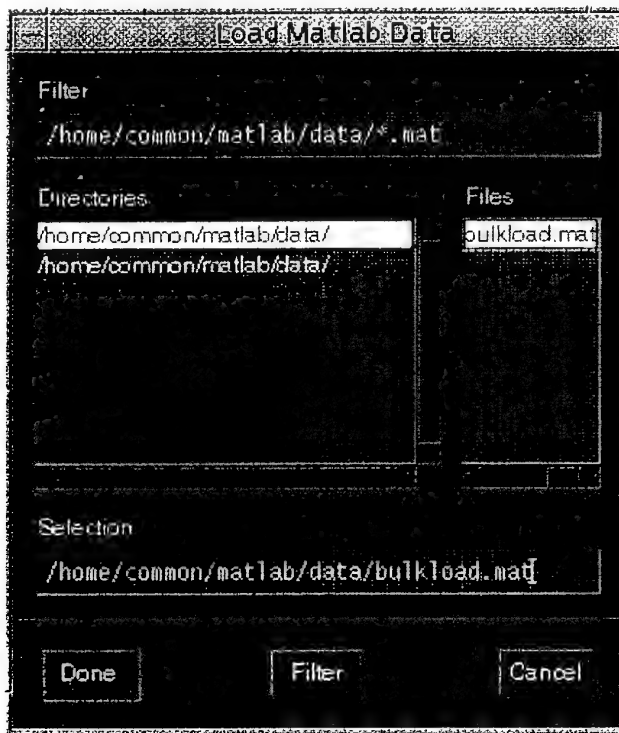 Load Matlab Data
Filter
/home/common/matlab/data/*.mat
Directories
Files
/home/common/matlab/data/
bulkload.mat
/home/common/matlab/data/
Selection
/home/common/matlab/data/bulkload.mat
Done
Filter
Cancel